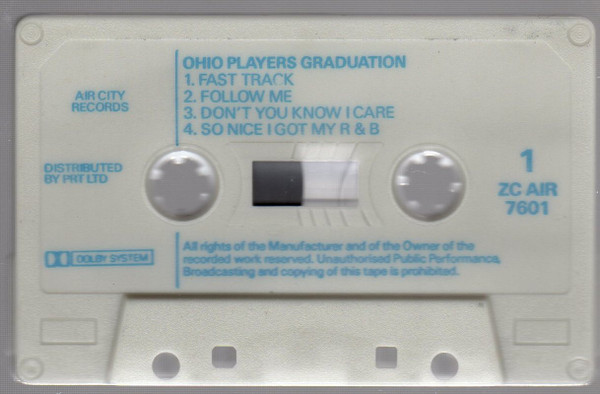 OHIO PLAYERS GRADUATION
1. FAST TRACK
2. FOLLOW ME
3. DON'T YOU KNOW I CARE
4. SO NICE I GOT MY R & B
AIR CITY
RECORDS
DISTRIBUTED
BY PRT LTD
1
ZC AIR
7601
DOLBY SYSTEM
All rights of the Manufacturer and of the Owner of the
recorded work reserved. Unauthorised Public Performance,
Broadcasting and copying of this tape is prohibited.